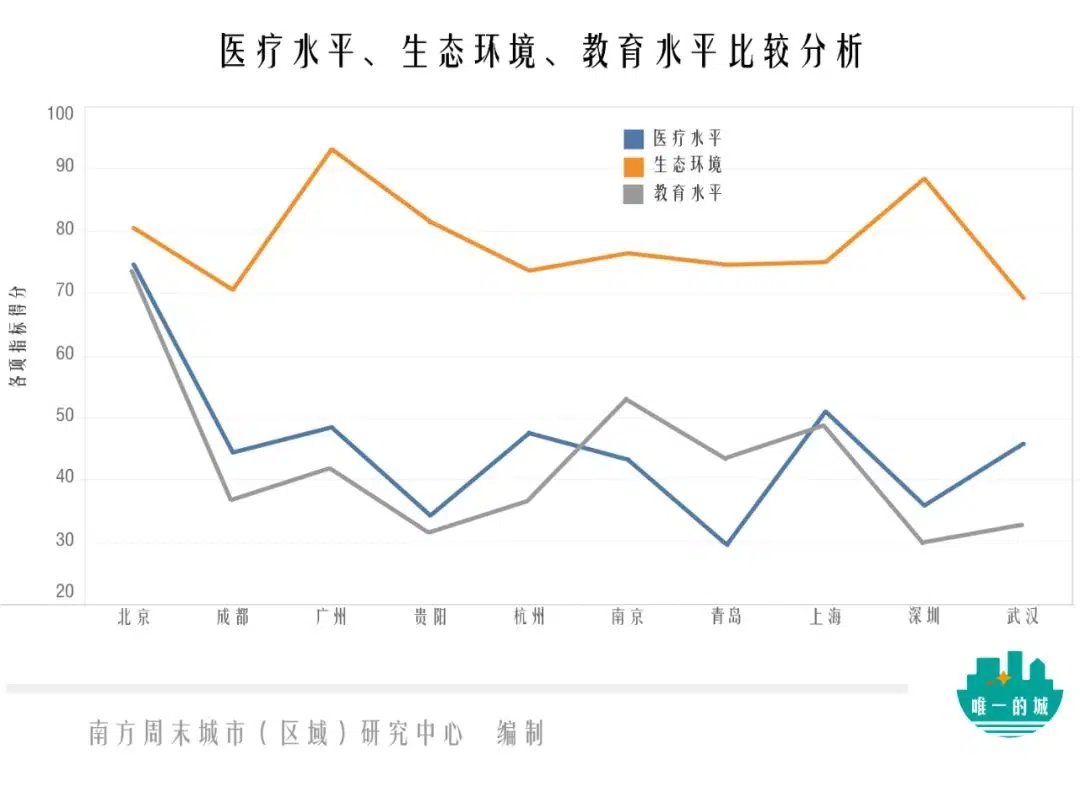 医疗水平、生态环境、教育水平比较分析
100
90
80
70
60
50
40
30
20
各项指标得分
医疗水平
生态环境
教育水平
北京 成都 广州 贵阳 杭州 南京 青岛 上海 深圳 武汉
唯一的城
南方周末城市（区域）研究中心 编制